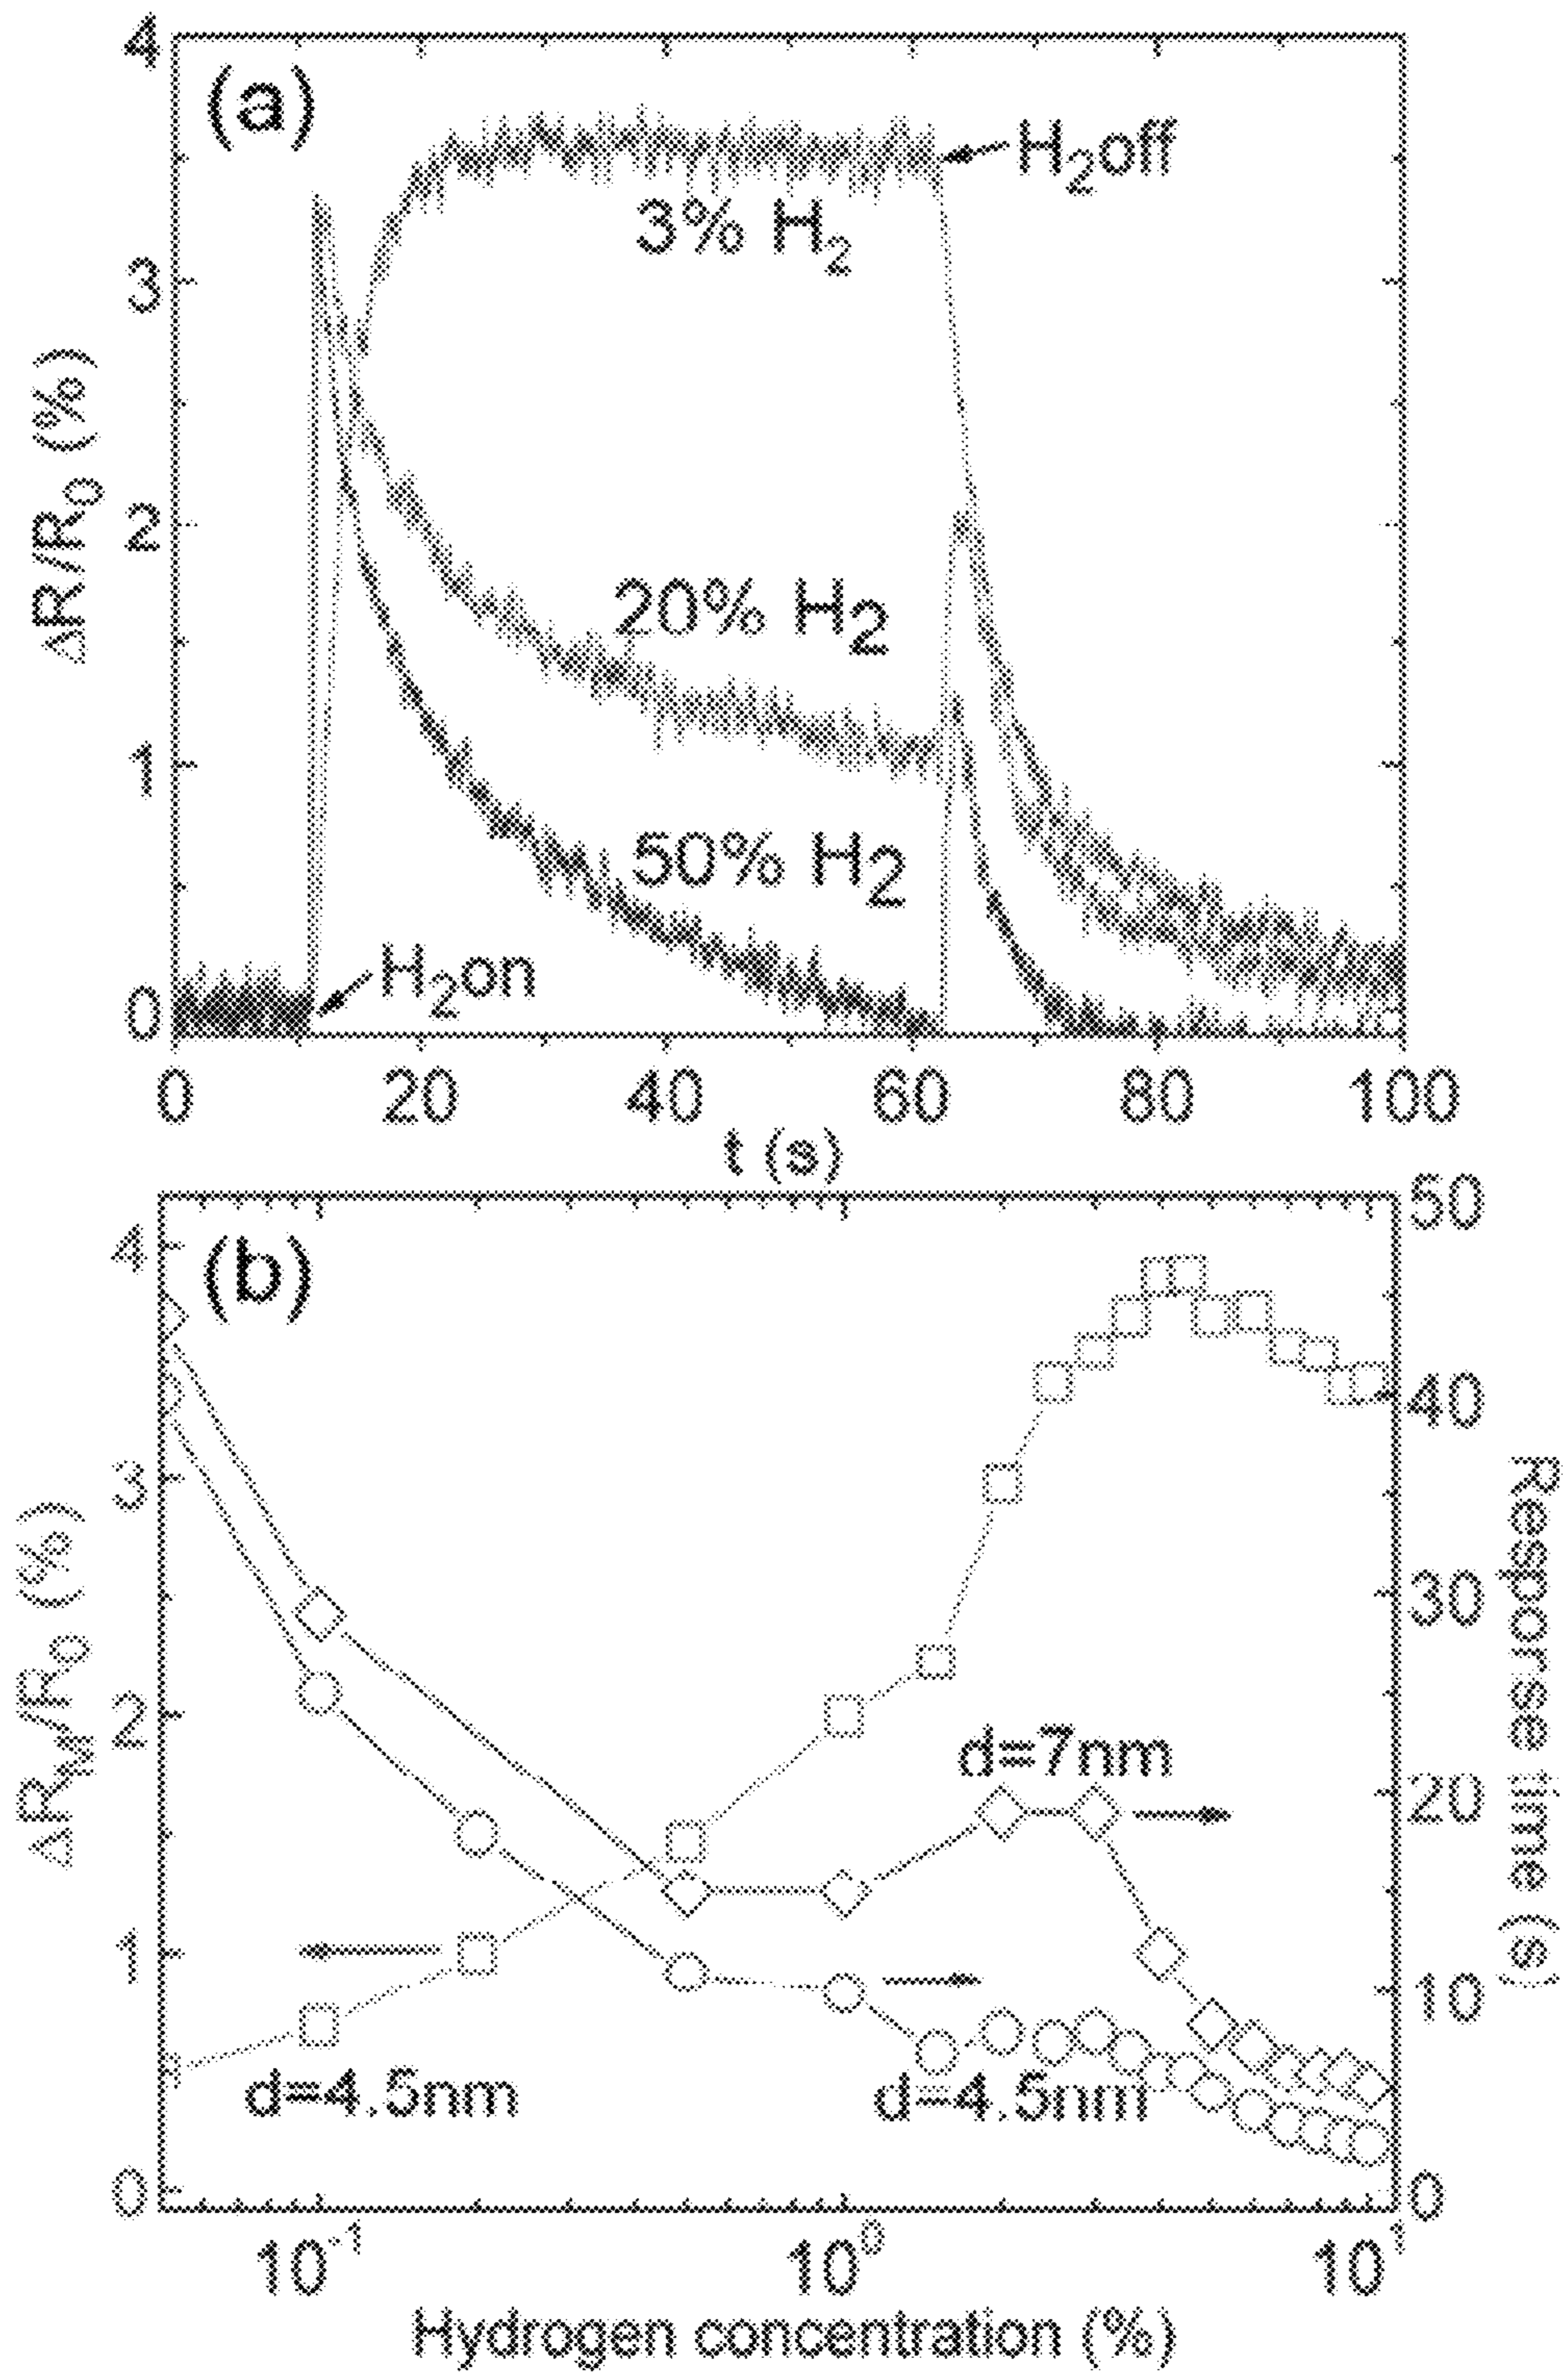 (a)
4
3
2
1
0
ΔR/R0 (%)
H2off
3% H2
20% H2
50% H2
H2on
0 20 40 60 80 100
t (s)
(b)
4
3
2
1
0
ΔRM/R0 (%)
50
40
30
20
10
0
Response time (s)
d=7nm
d=4.5nm
d=4.5nm
10-1 100 101
Hydrogen concentration (%)